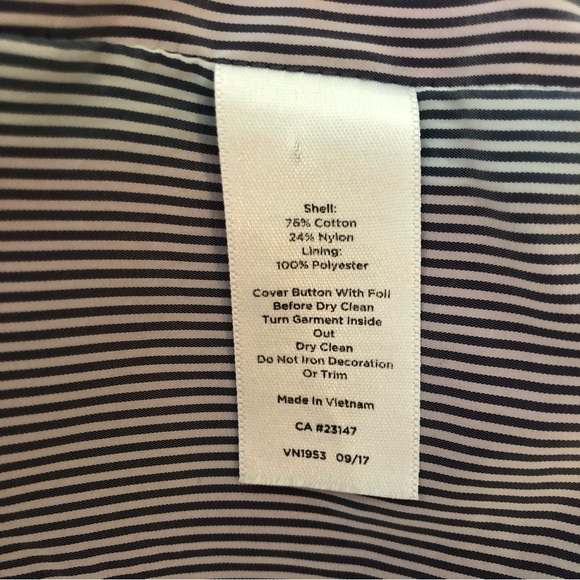 Shell:
76% Cotton
24% Nylon
Lining:
100% Polyester
Cover Button With Foil
Before Dry Clean
Turn Garment Inside
Out
Dry Clean
Do Not Iron Decoration
Or Trim
Made in Vietnam
CA #23147
VN1953 09/17